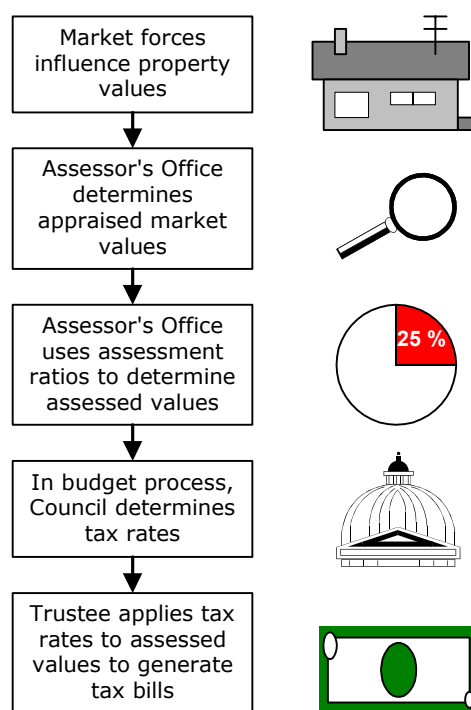 Market forces
influence property
values
Assessor's Office
determines
appraised market
values
Assessor's Office
uses assessment
ratios to determine
assessed values
25 %
In budget process,
Council determines
tax rates
Trustee applies tax
rates to assessed
values to generate
tax bills